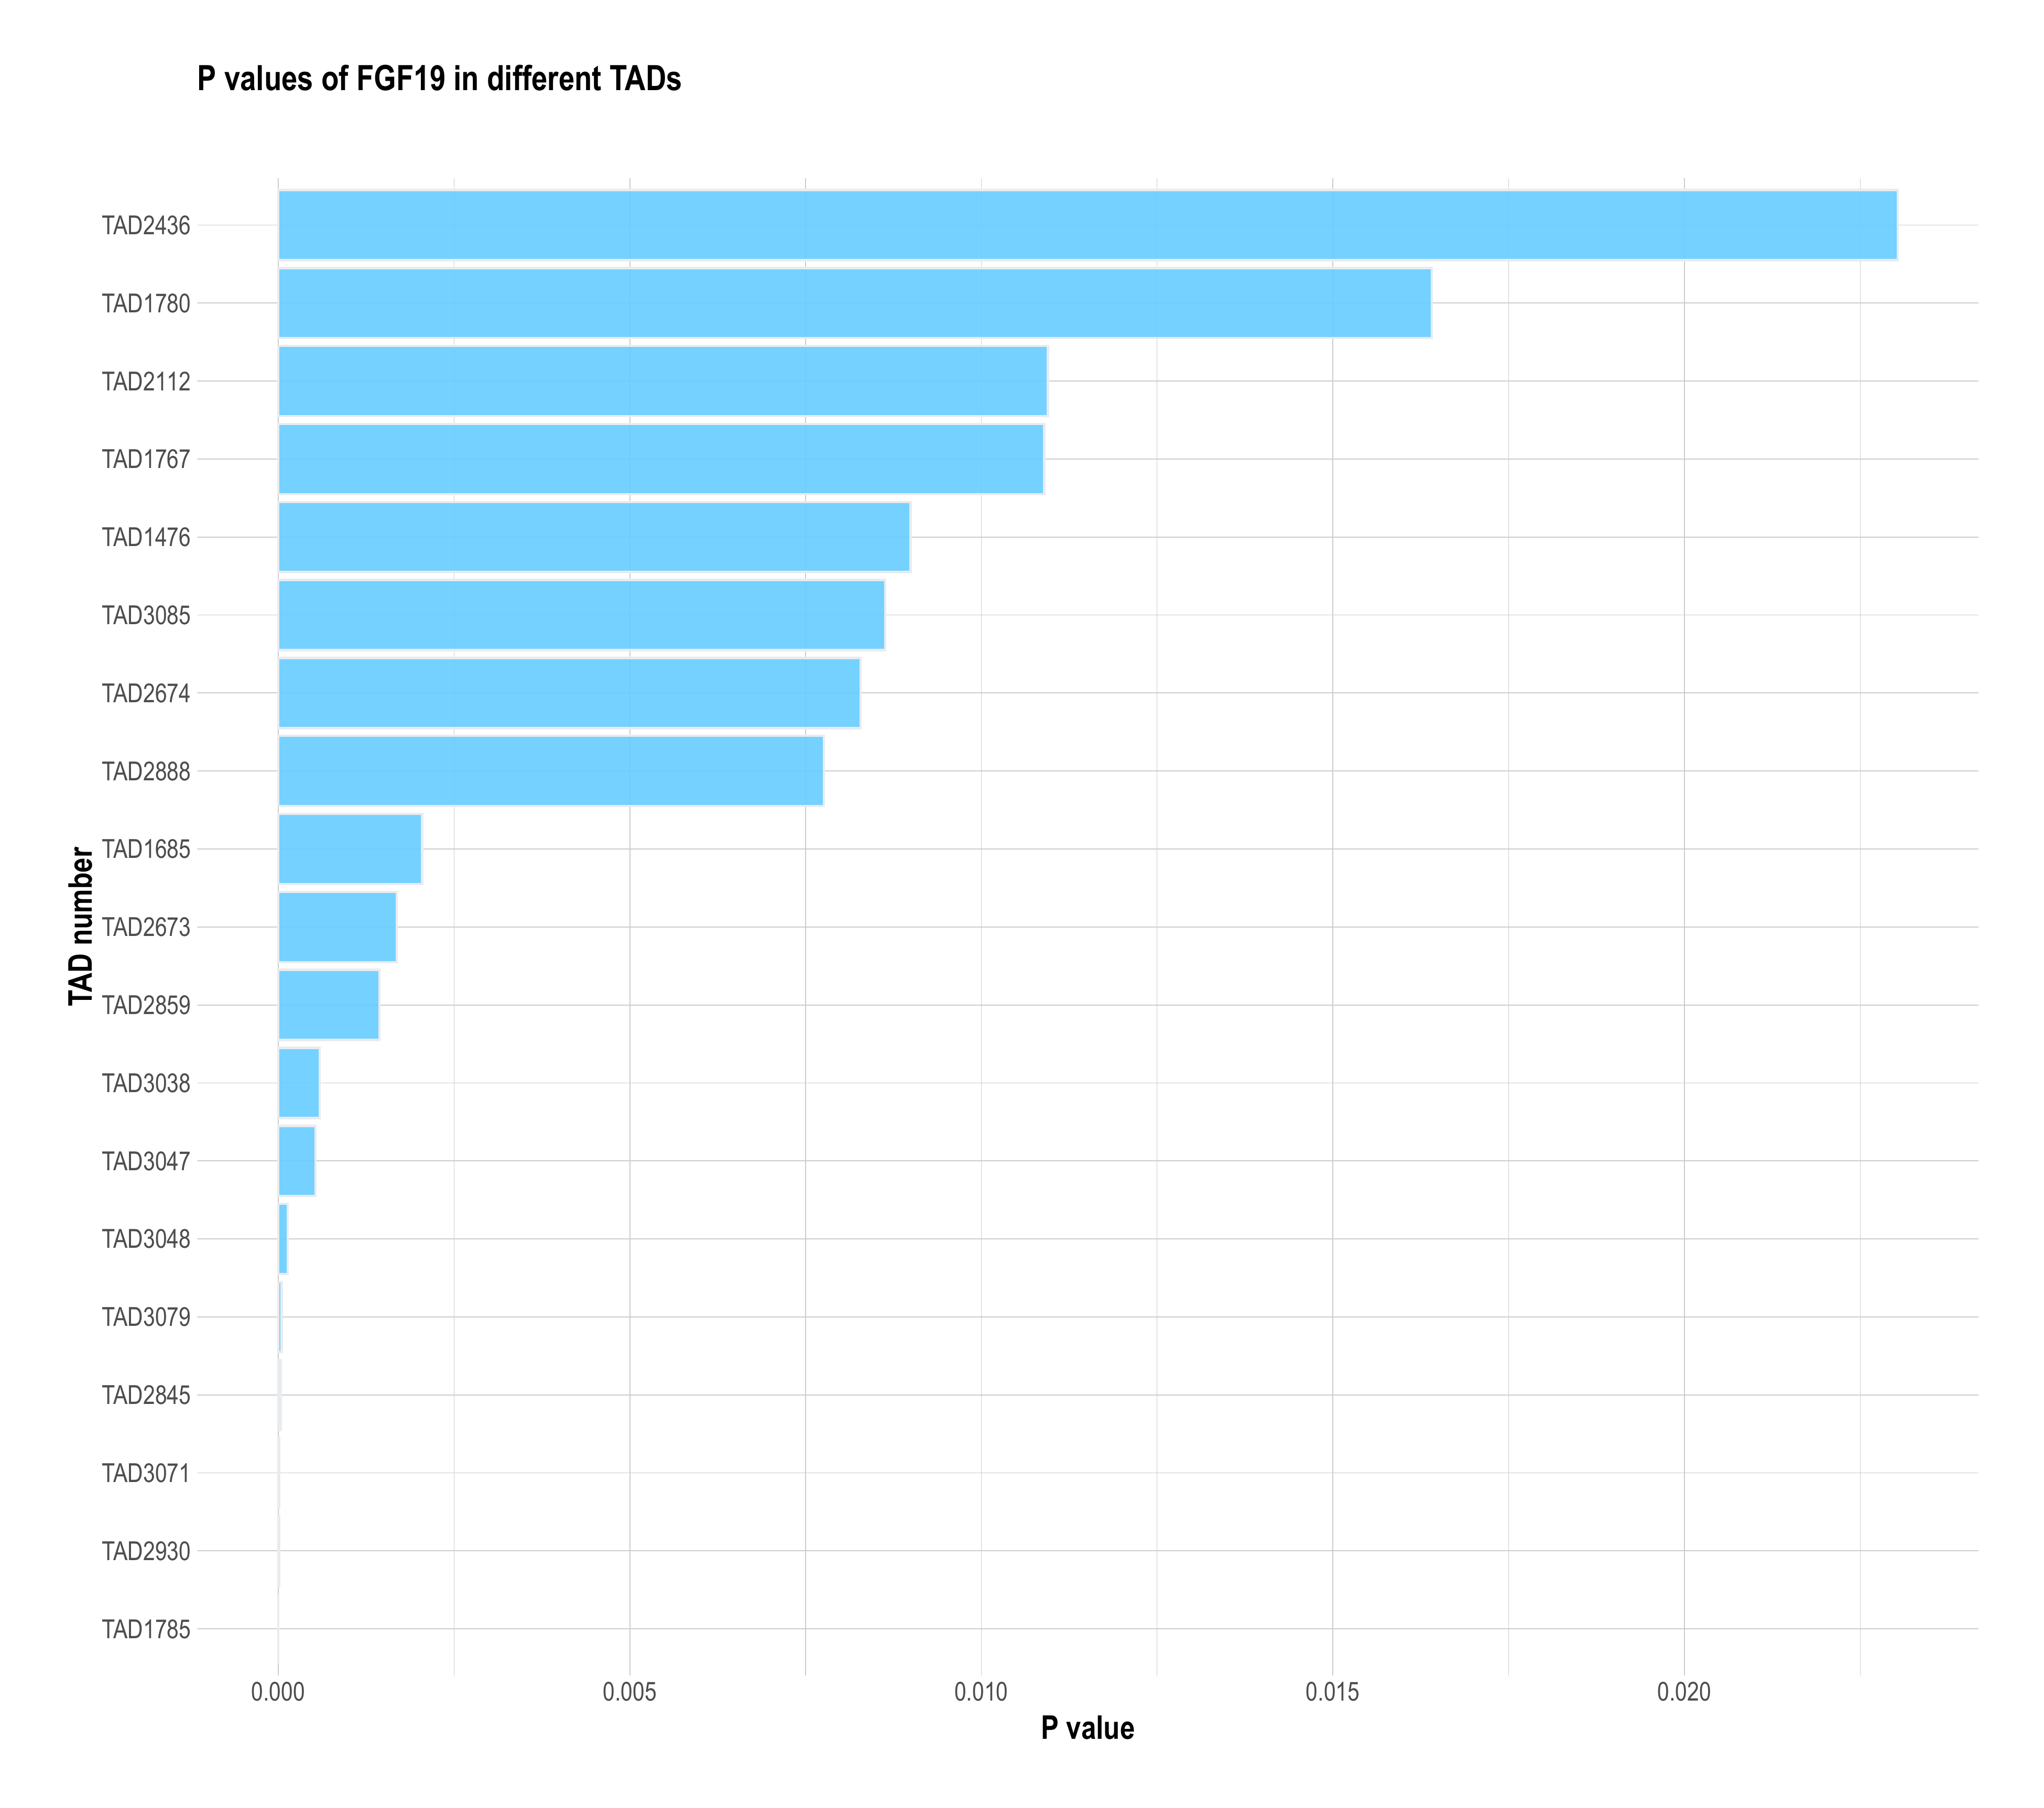 P values of FGF19 in different TADs
TAD number
TAD2436
TAD1780
TAD2112
TAD1767
TAD1476
TAD3085
TAD2674
TAD2888
TAD1685
TAD2673
TAD2859
TAD3038
TAD3047
TAD3048
TAD3079
TAD2845
TAD3071
TAD2930
TAD1785
0.000 0.005 0.010 0.015 0.020
P value